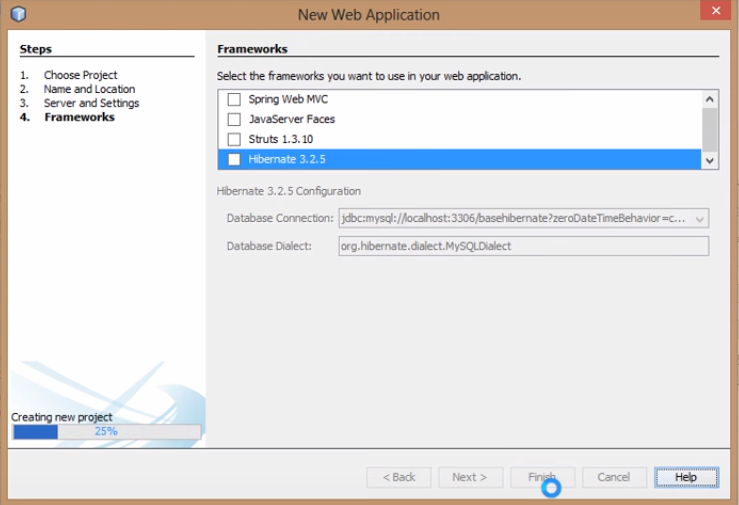 New Web Application
Steps
1. Choose Project
2. Name and Location
3. Server and Settings
4. Frameworks
Frameworks
Select the frameworks you want to use in your web application.
Spring Web MVC
JavaServer Faces
Struts 1.3.10
Hibernate 3.2.5
Hibernate 3.2.5 Configuration
Database Connection: jdbc:mysql://localhost:3306/basehibernate?zeroDateTimeBehavior=c...
Database Dialect: org.hibernate.dialect.MySQLDialect
Creating new project
25%
< Back Next > Finish Cancel Help